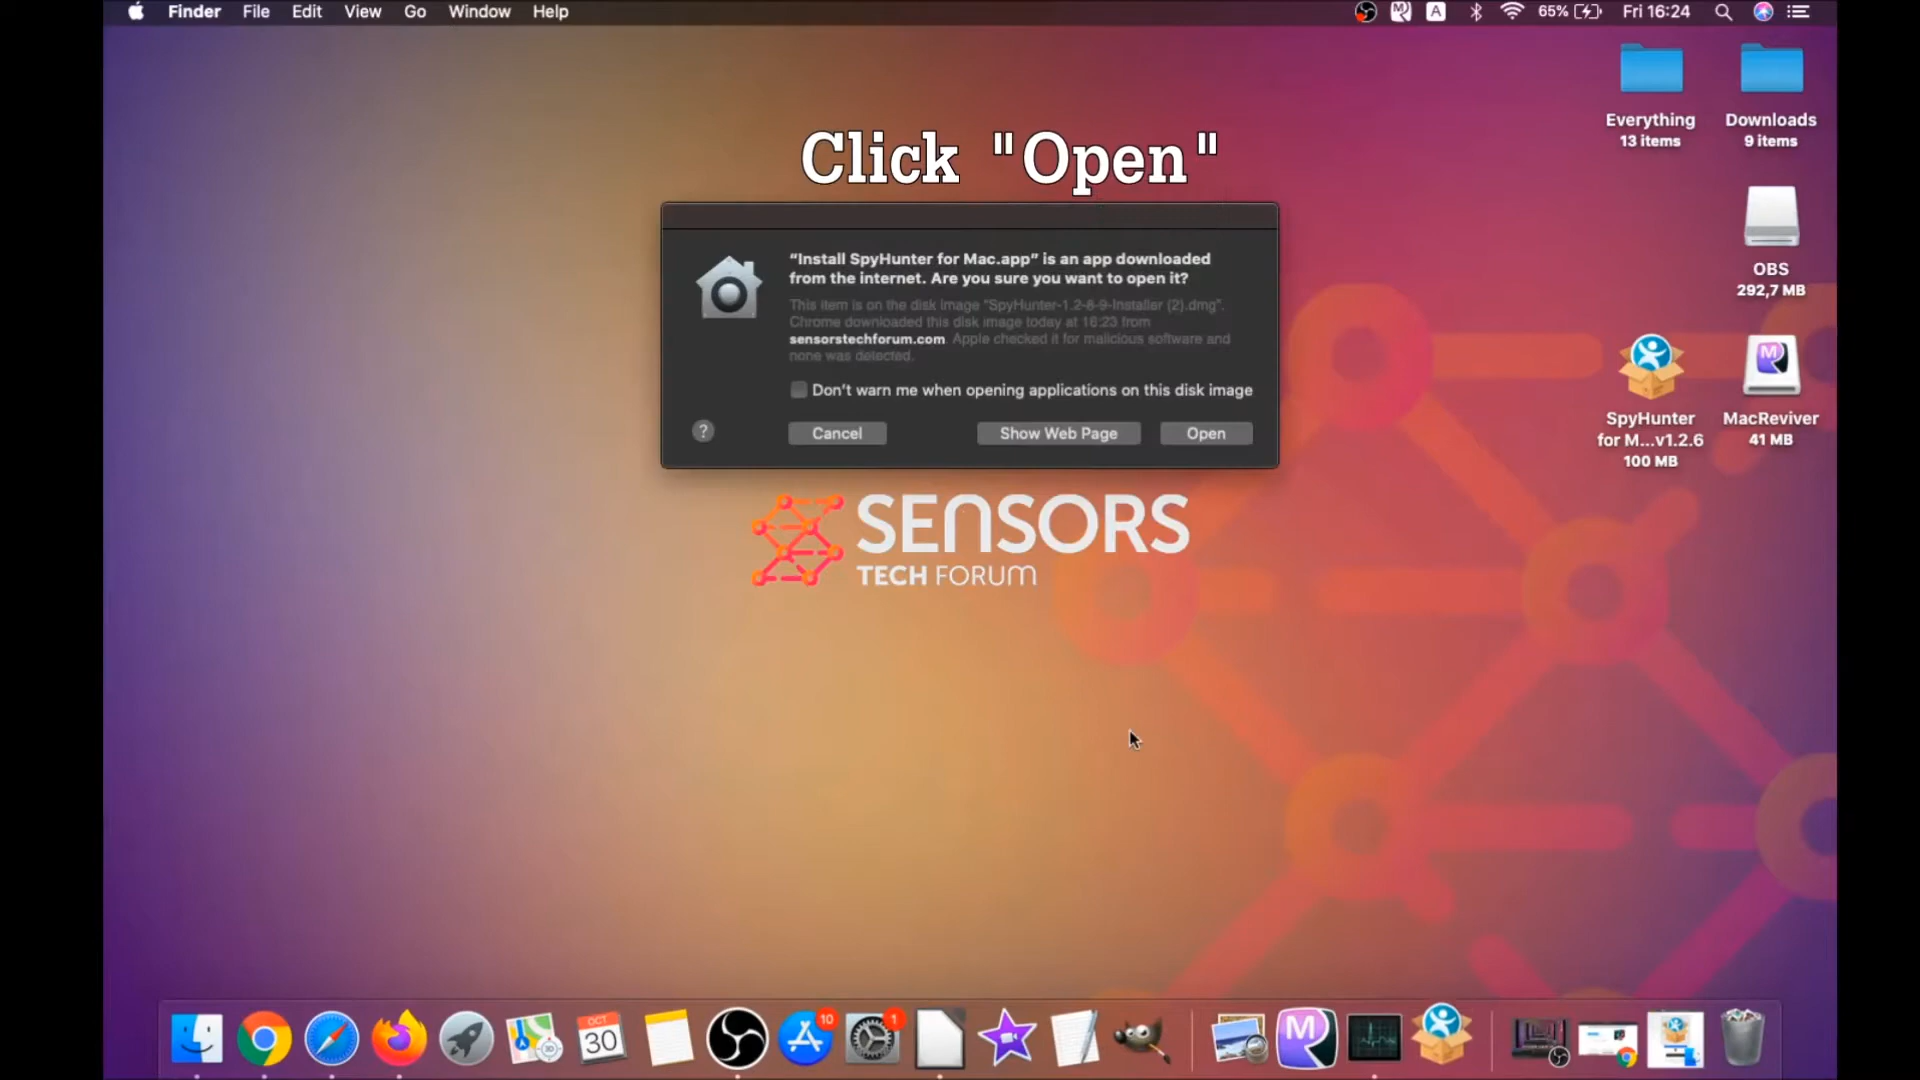 Finder File Edit View Go Window Help
A 65% Fri 16:24
Everything
13 items
Downloads
9 items
Click "Open"
OBS
292,7 MB
“Install SpyHunter for Mac.app” is an app downloaded
from the internet. Are you sure you want to open it?
This item is on the disk image “SpyHunter-1.2-8-9-Installer (2).dmg”.
Chrome downloaded this disk image today at 16:23 from
sensorstechforum.com. Apple checked it for malicious software and
none was detected.
Don’t warn me when opening applications on this disk image
? Cancel Show Web Page Open
SpyHunter
for M...v1.2.6
100 MB
MacReviver
41 MB
SENSORS
TECH FORUM
OCT
30
10
1